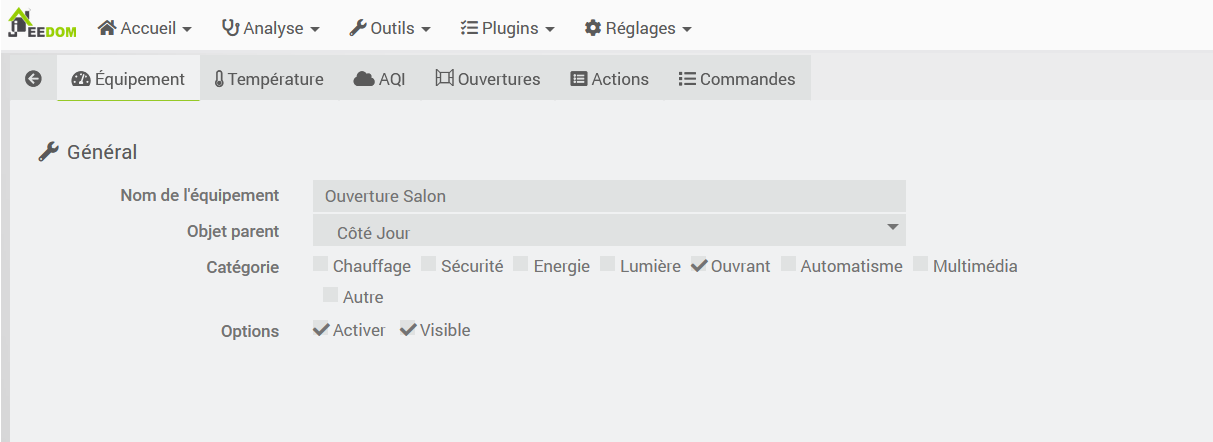 JEEDOM Accueil Analyse Outils Plugins Réglages
Équipement Température AQI Ouvertures Actions Commandes
Général
Nom de l'équipement Ouverture Salon
Objet parent Côté Jour
Catégorie Chauffage Sécurité Energie Lumière Ouvrant Automatisme Multimédia
Autre
Options Activer Visible